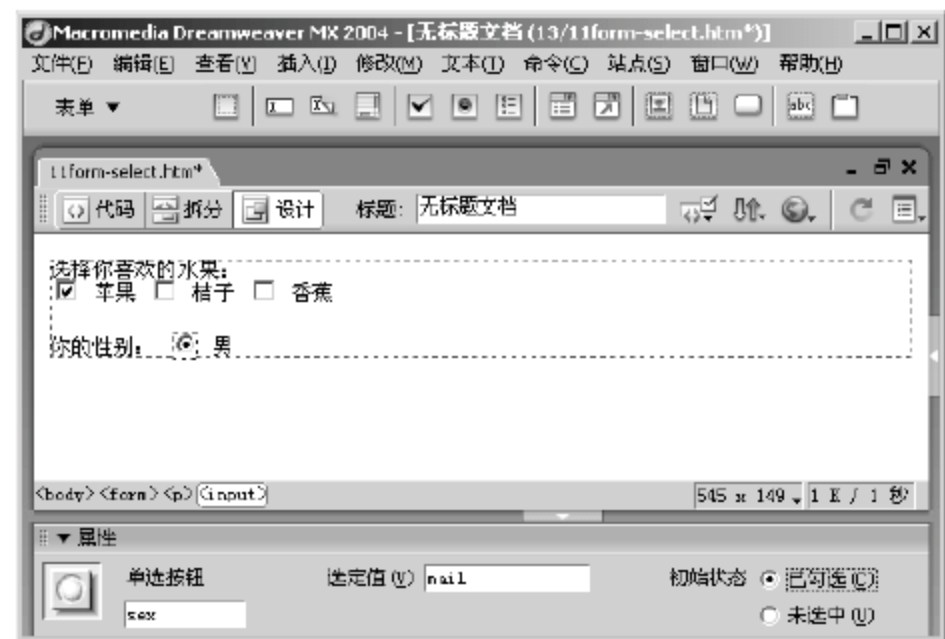 Macromedia Dreamweaver MX 2004 - [无标题文档 (13/11form-select.htm*)]
文件(F) 编辑(E) 查看(V) 插入(I) 修改(M) 文本(T) 命令(C) 站点(S) 窗口(W) 帮助(H)
表单
abc
11form-select.htm*
代码 拆分 设计 标题: 无标题文档
选择你喜欢的水果:
苹果 桔子 香蕉
你的性别: 男
<body><form><p><input> 545 x 149 1 K / 1 秒
属性
单选按钮 选定值(V) nail 初始状态 已勾选(C)
sex 未选中(U)